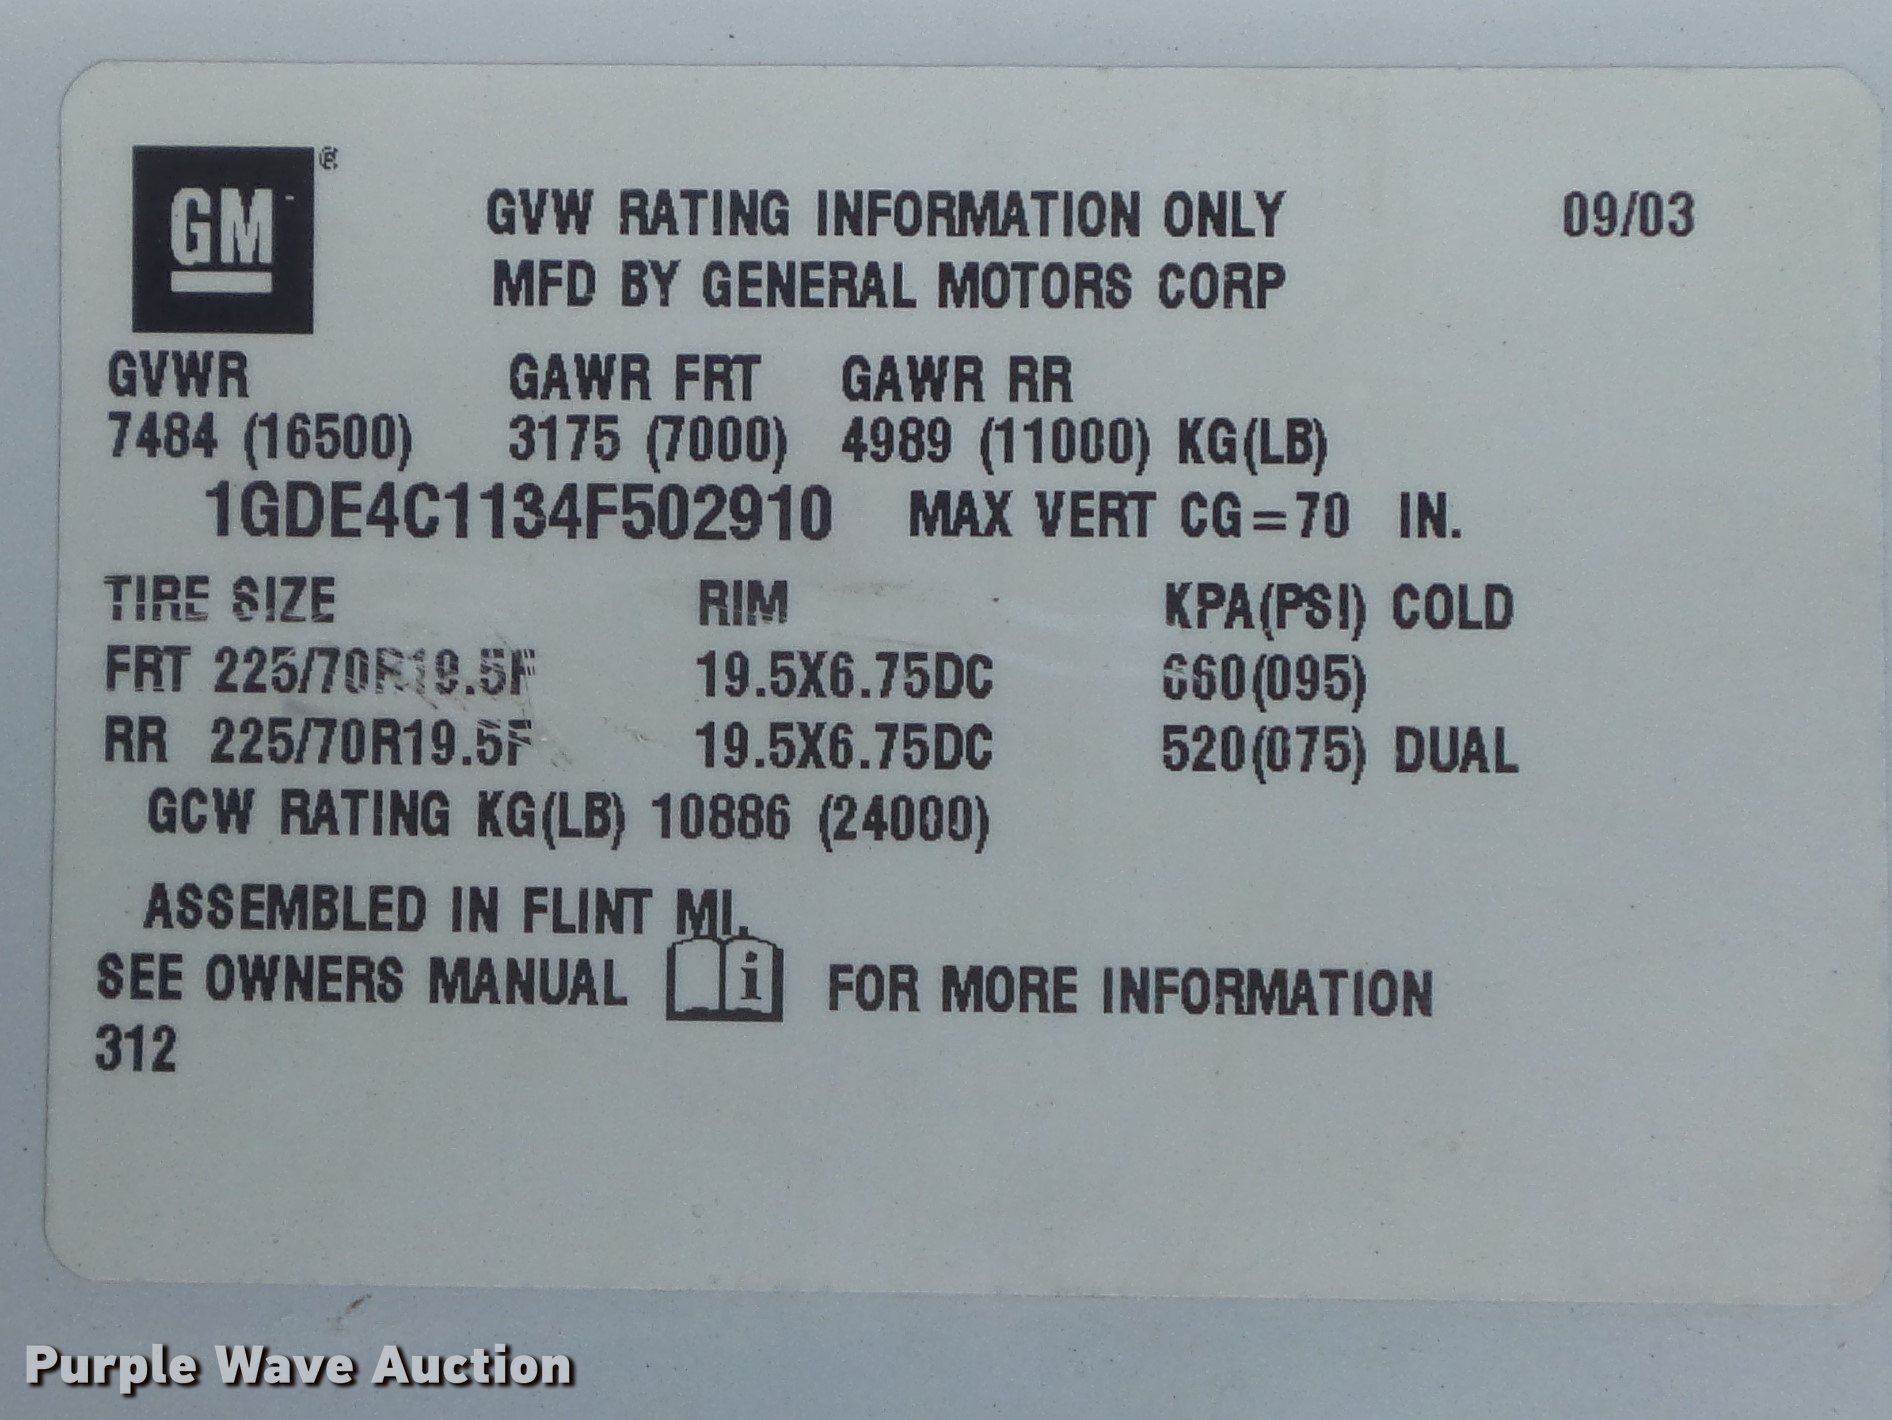 GM ®
GVW RATING INFORMATION ONLY 09/03
MFD BY GENERAL MOTORS CORP
GVWR GAWR FRT GAWR RR
7484 (16500) 3175 (7000) 4989 (11000) KG(LB)
1GDE4C1134F502910 MAX VERT CG=70 IN.
TIRE SIZE RIM KPA(PSI) COLD
FRT 225/70R19.5F 19.5X6.75DC 660(095)
RR 225/70R19.5F 19.5X6.75DC 520(075) DUAL
GCW RATING KG(LB) 10886 (24000)
ASSEMBLED IN FLINT MI.
SEE OWNERS MANUAL i FOR MORE INFORMATION
312
Purple Wave Auction